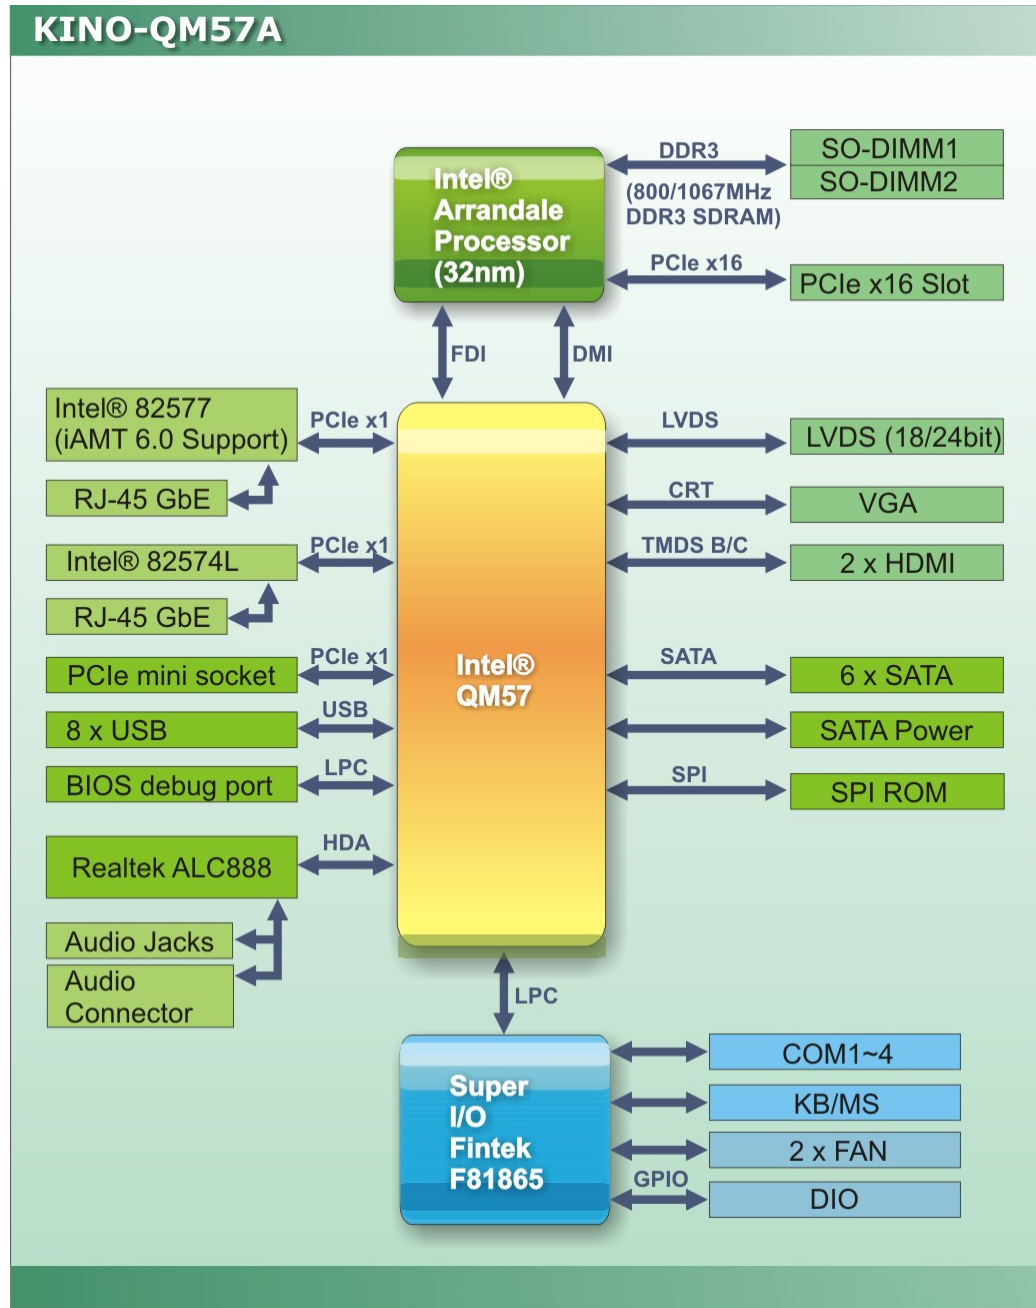 KINO-QM57A
Intel®
Arrandale
Processor
(32nm)
DDR3
(800/1067MHz
DDR3 SDRAM)
SO-DIMM1
SO-DIMM2
PCIe x16
PCIe x16 Slot
FDI
DMI
Intel® 82577
(iAMT 6.0 Support)
PCIe x1
RJ-45 GbE
Intel® 82574L
PCIe x1
RJ-45 GbE
PCIe mini socket
PCIe x1
8 x USB
USB
BIOS debug port
LPC
Realtek ALC888
HDA
Audio Jacks
Audio
Connector
Intel®
QM57
LVDS
LVDS (18/24bit)
CRT
VGA
TMDS B/C
2 x HDMI
SATA
6 x SATA
SATA Power
SPI
SPI ROM
LPC
Super
I/O
Fintek
F81865
COM1~4
KB/MS
2 x FAN
GPIO
DIO